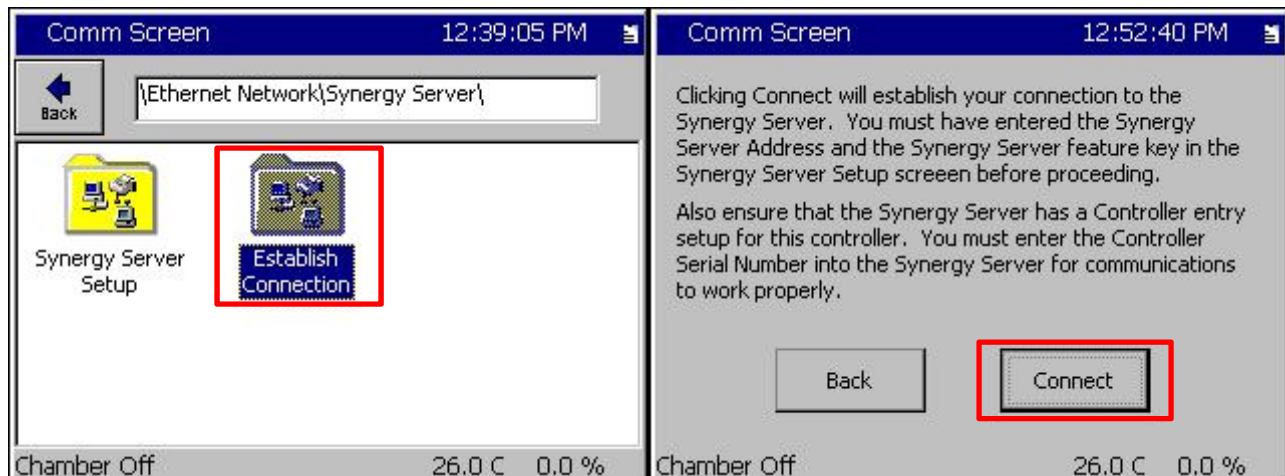 Comm Screen 12:39:05 PM
Back
\Ethernet Network\Synergy Server\
Synergy Server
Setup
Establish
Connection
Chamber Off 26.0 C 0.0 %
Comm Screen 12:52:40 PM
Clicking Connect will establish your connection to the
Synergy Server. You must have entered the Synergy
Server Address and the Synergy Server feature key in the
Synergy Server Setup screeen before proceeding.
Also ensure that the Synergy Server has a Controller entry
setup for this controller. You must enter the Controller
Serial Number into the Synergy Server for communications
to work properly.
Back Connect
Chamber Off 26.0 C 0.0 %